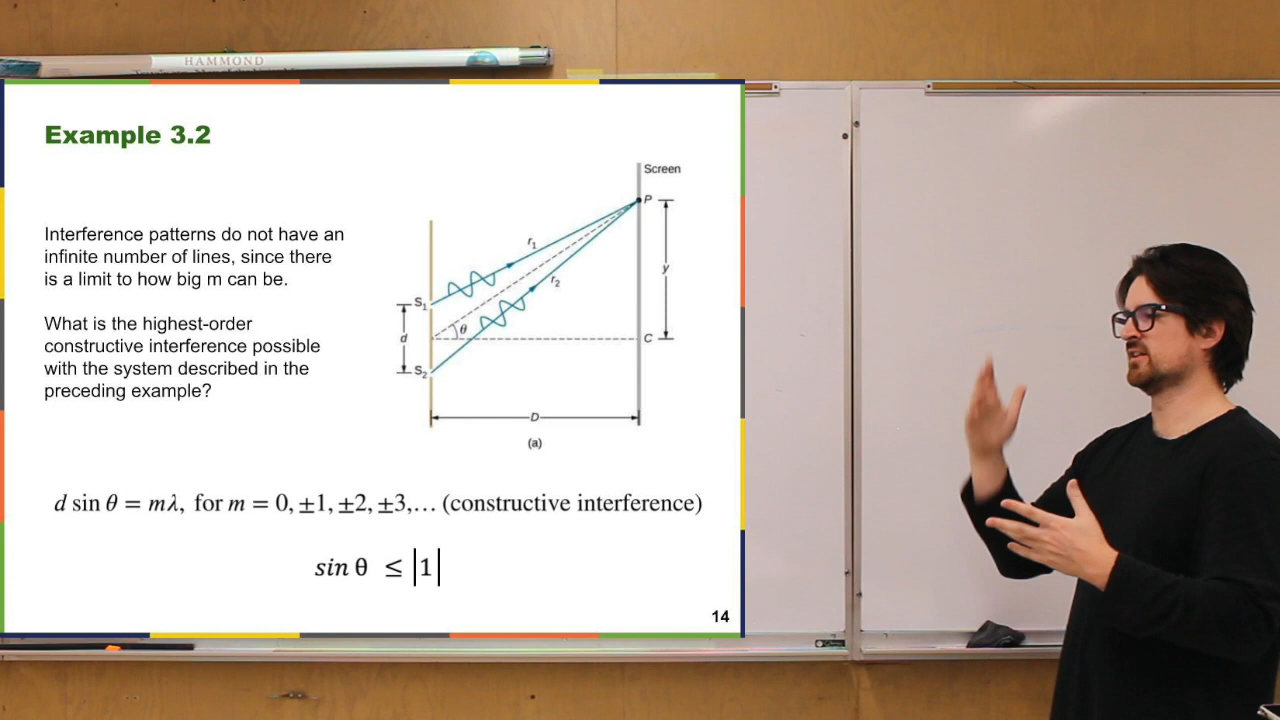 HAMMOND
Example 3.2
Interference patterns do not have an
infinite number of lines, since there
is a limit to how big m can be.
What is the highest-order
constructive interference possible
with the system described in the
preceding example?
Screen
P
r₁
y
r₂
S₁
θ
d
C
S₂
D
(a)
d sin θ = mλ, for m = 0, ±1, ±2, ±3,… (constructive interference)
sin θ ≤ |1|
14